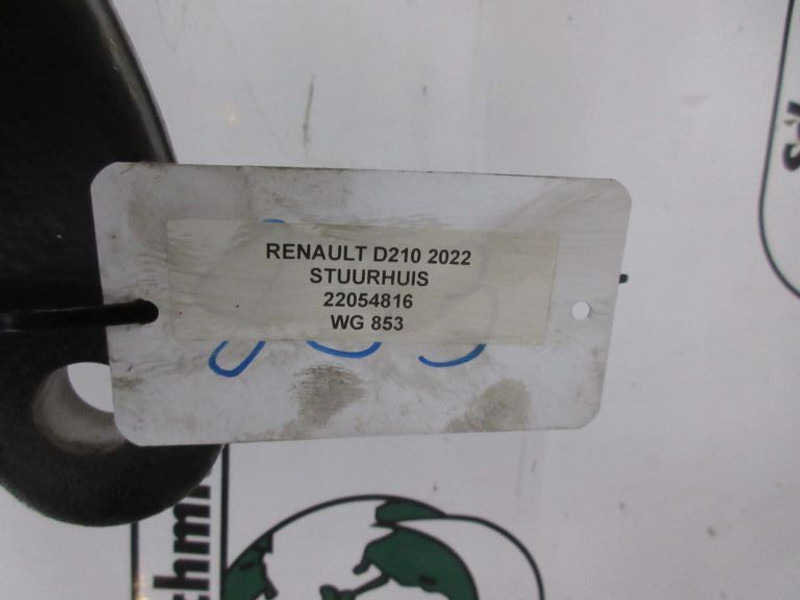 RENAULT D210 2022
STUURHUIS
22054816
WG 853